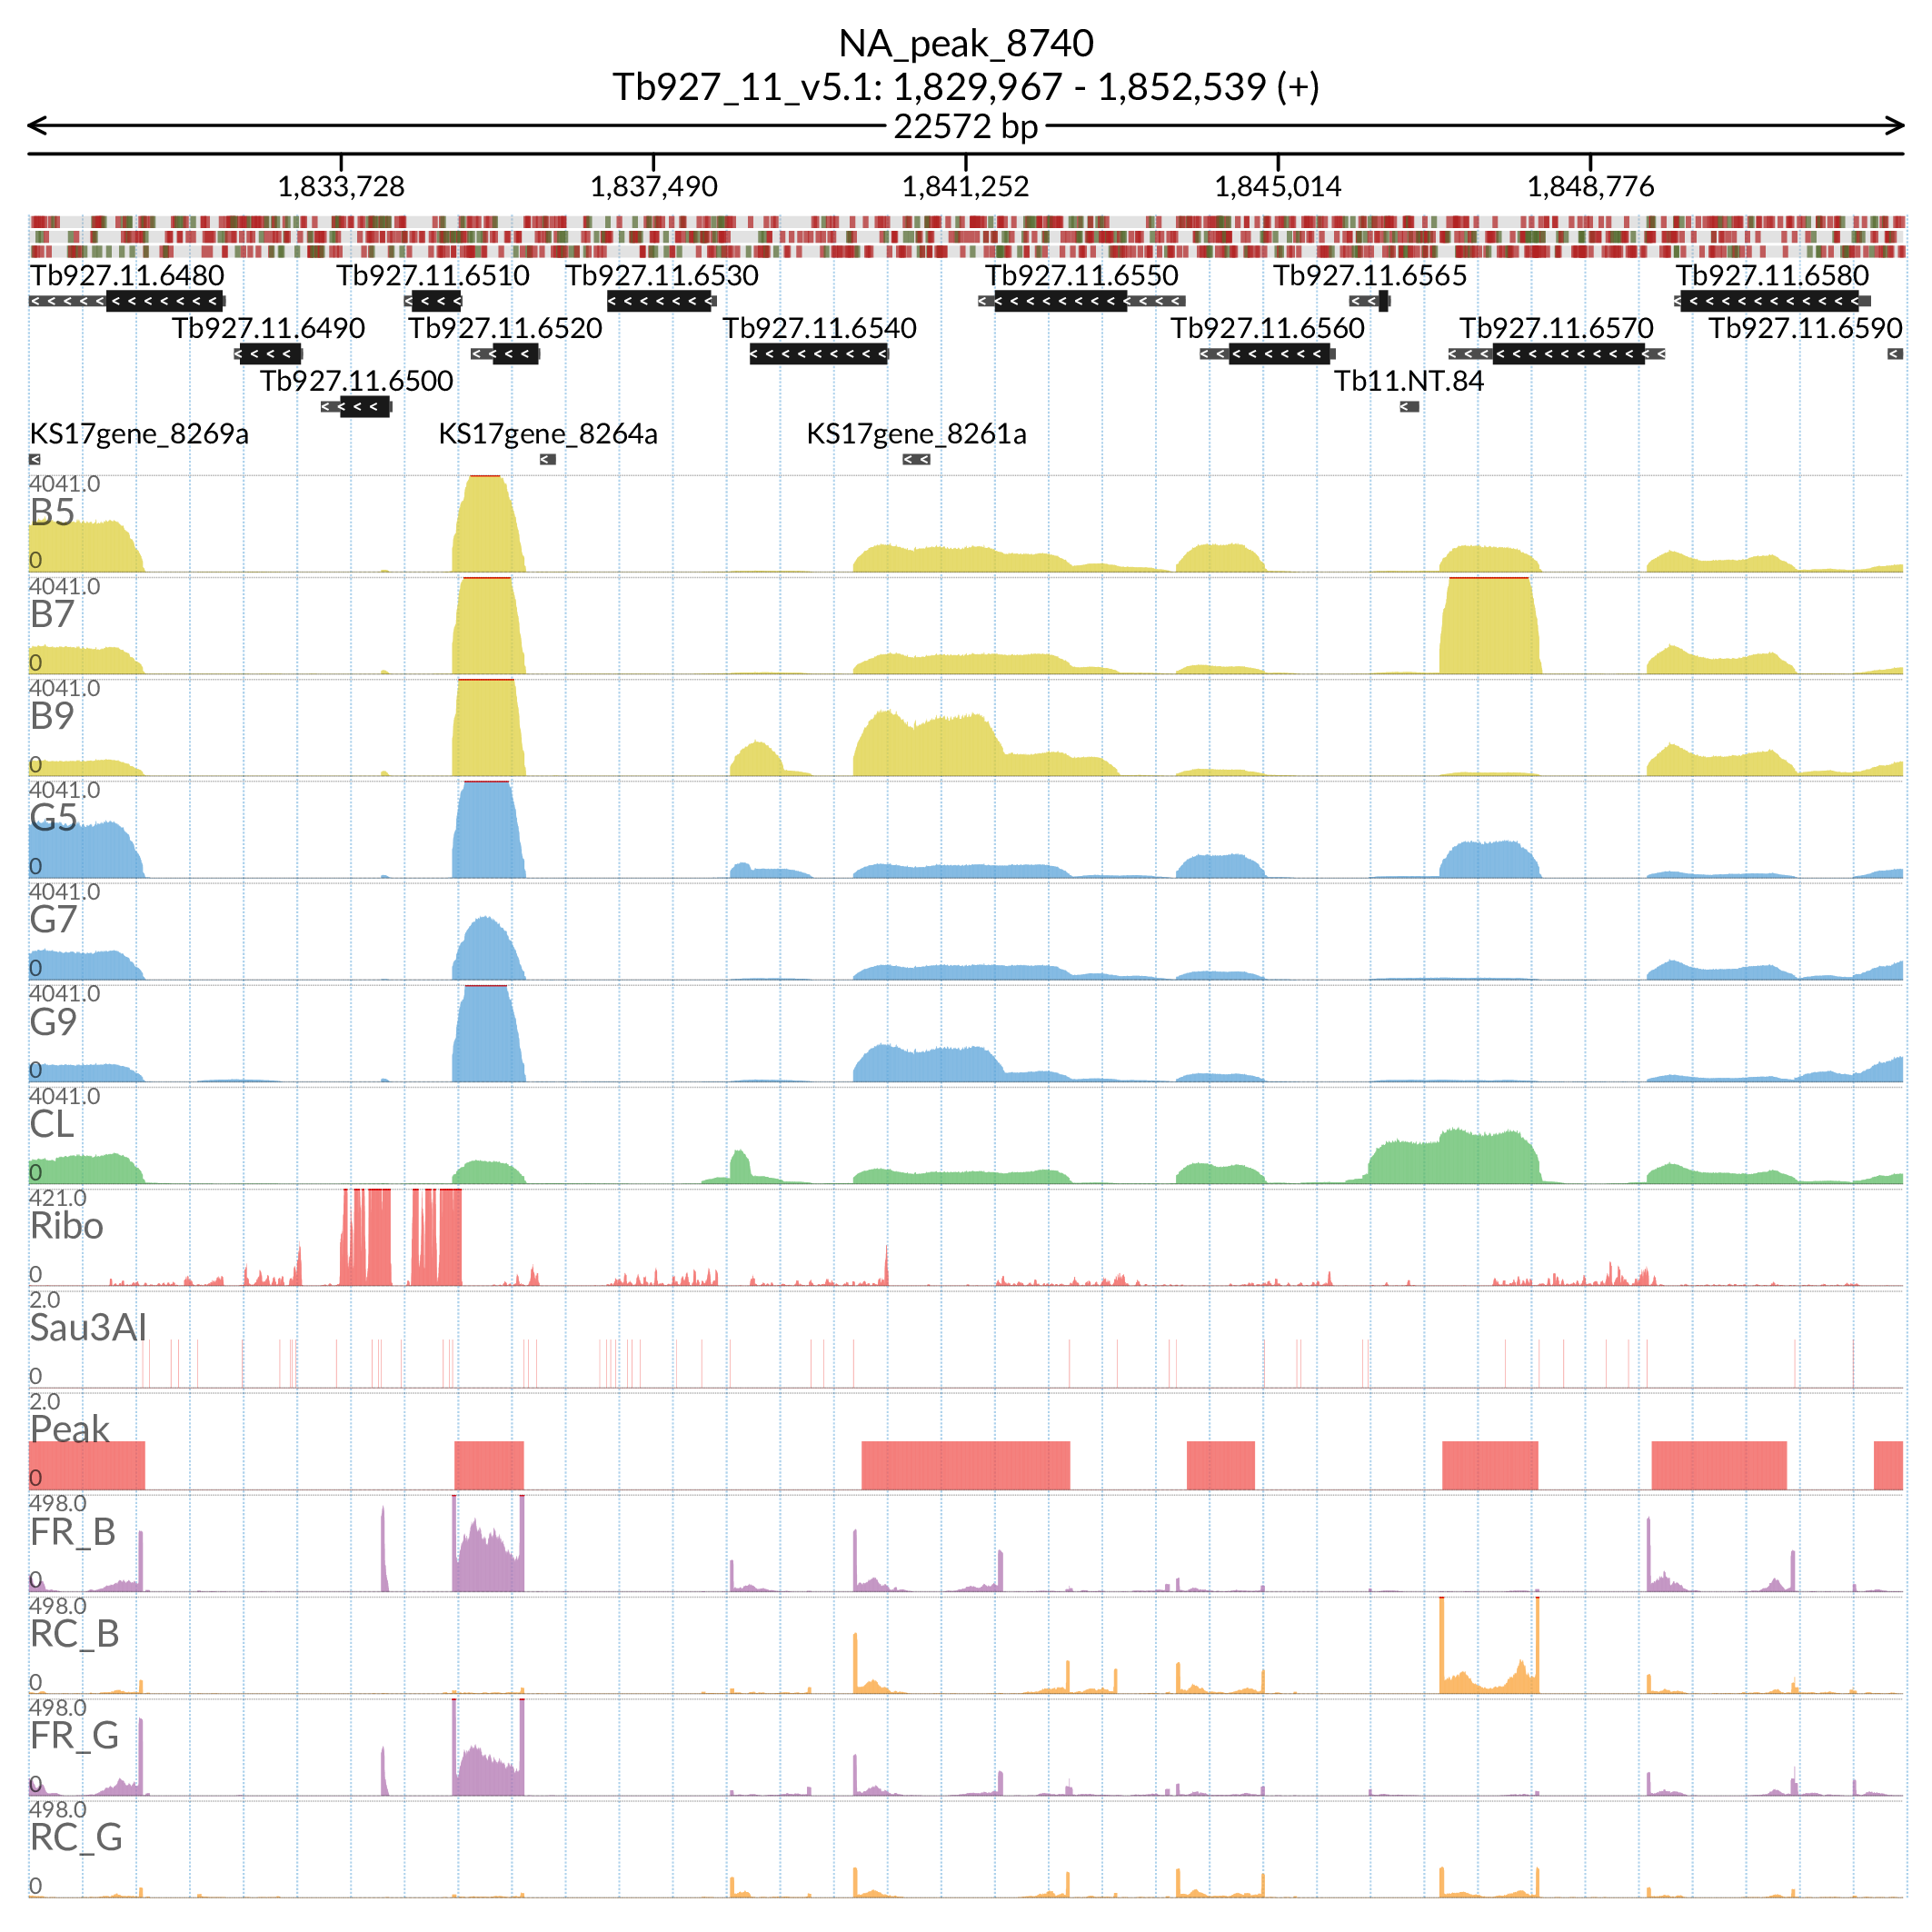 NA_peak_8740
Tb927_11_v5.1: 1,829,967 - 1,852,539 (+)
22572 bp
1,833,728 1,837,490 1,841,252 1,845,014 1,848,776
Tb927.11.6480 Tb927.11.6510 Tb927.11.6530 Tb927.11.6550 Tb927.11.6565 Tb927.11.6580
Tb927.11.6490 Tb927.11.6520 Tb927.11.6540 Tb927.11.6560 Tb927.11.6570 Tb927.11.6590
Tb927.11.6500 Tb11.NT.84
KS17gene_8269a KS17gene_8264a KS17gene_8261a
4041.0
B5
0
4041.0
B7
0
4041.0
B9
0
4041.0
G5
0
4041.0
G7
0
4041.0
G9
0
4041.0
CL
0
421.0
Ribo
0
2.0
Sau3AI
0
2.0
Peak
0
498.0
FR_B
0
498.0
RC_B
0
498.0
FR_G
0
498.0
RC_G
0